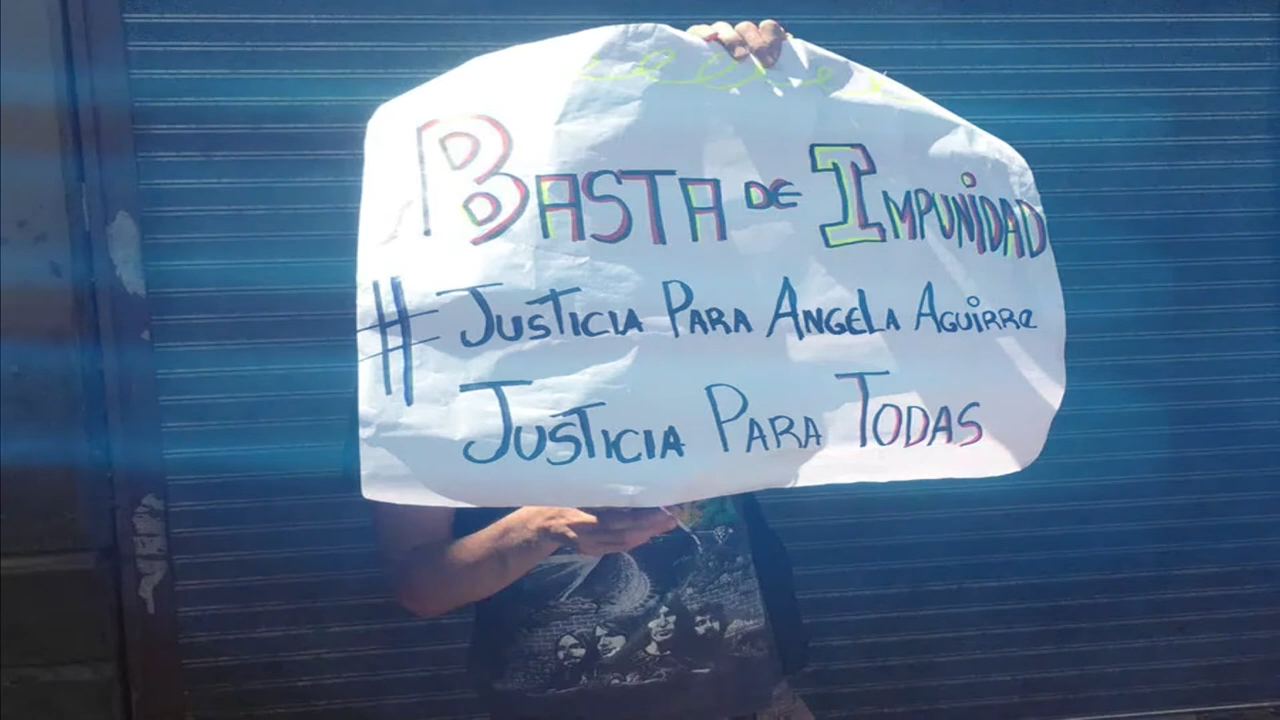 BASTA DE IMPUNIDAD
# JUSTICIA PARA ANGELA AGUIRRE
JUSTICIA PARA TODAS